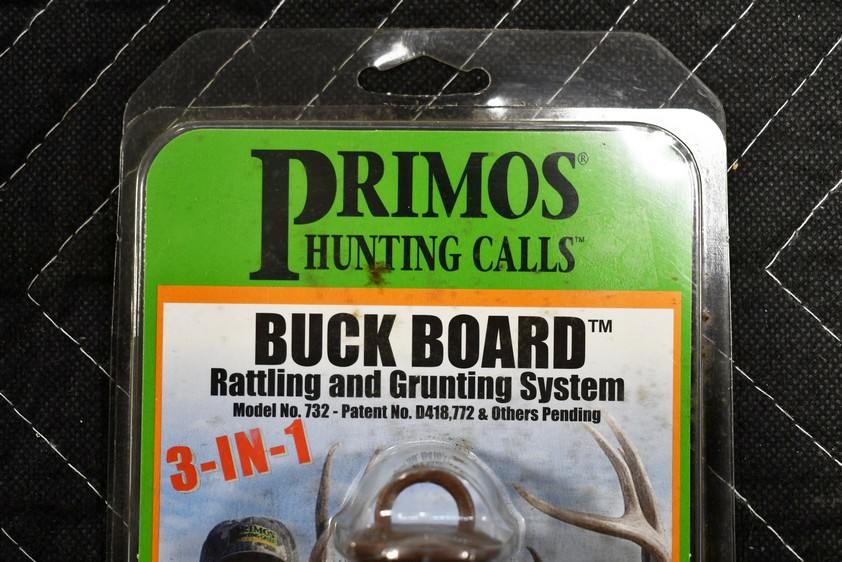 PRIMOS®
HUNTING CALLS™
BUCK BOARD™
Rattling and Grunting System
Model No. 732 - Patent No. D418,772 & Others Pending
3-IN-1
PRIMOS